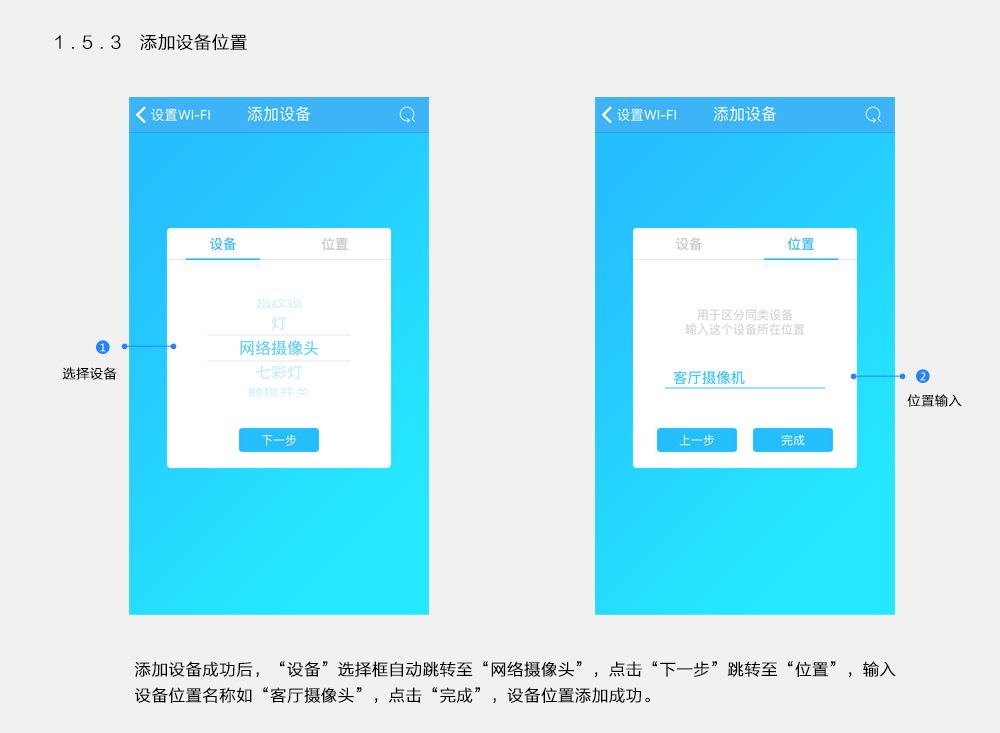 1.5.3 添加设备位置
设置WI-FI 添加设备
设备 位置
指纹锁
灯
网络摄像头
七彩灯
触摸开关
下一步
1
选择设备
设置WI-FI 添加设备
设备 位置
用于区分同类设备
输入这个设备所在位置
客厅摄像机
上一步 完成
2
位置输入
添加设备成功后，“设备”选择框自动跳转至“网络摄像头”，点击“下一步”跳转至“位置”，输入
设备位置名称如“客厅摄像头”，点击“完成”，设备位置添加成功。